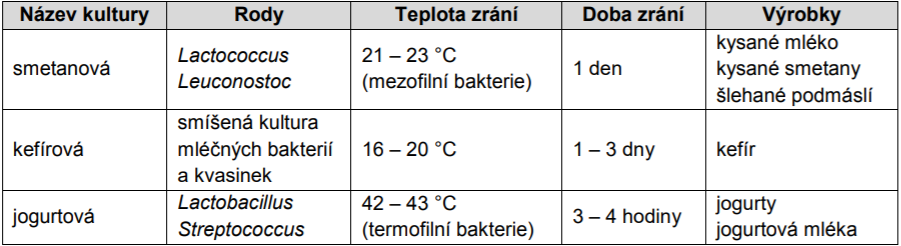 Název kultury Rody Teplota zrání Doba zrání Výrobky
smetanová
Lactococcus
Leuconostoc
21 – 23 °C
(mezofilní bakterie)
1 den
kysané mléko
kysané smetany
šlehané podmáslí
kefírová
smíšená kultura
mléčných bakterií
a kvasinek
16 – 20 °C
1 – 3 dny
kefír
jogurtová
Lactobacillus
Streptococcus
42 – 43 °C
(termofilní bakterie)
3 – 4 hodiny
jogurty
jogurtová mléka